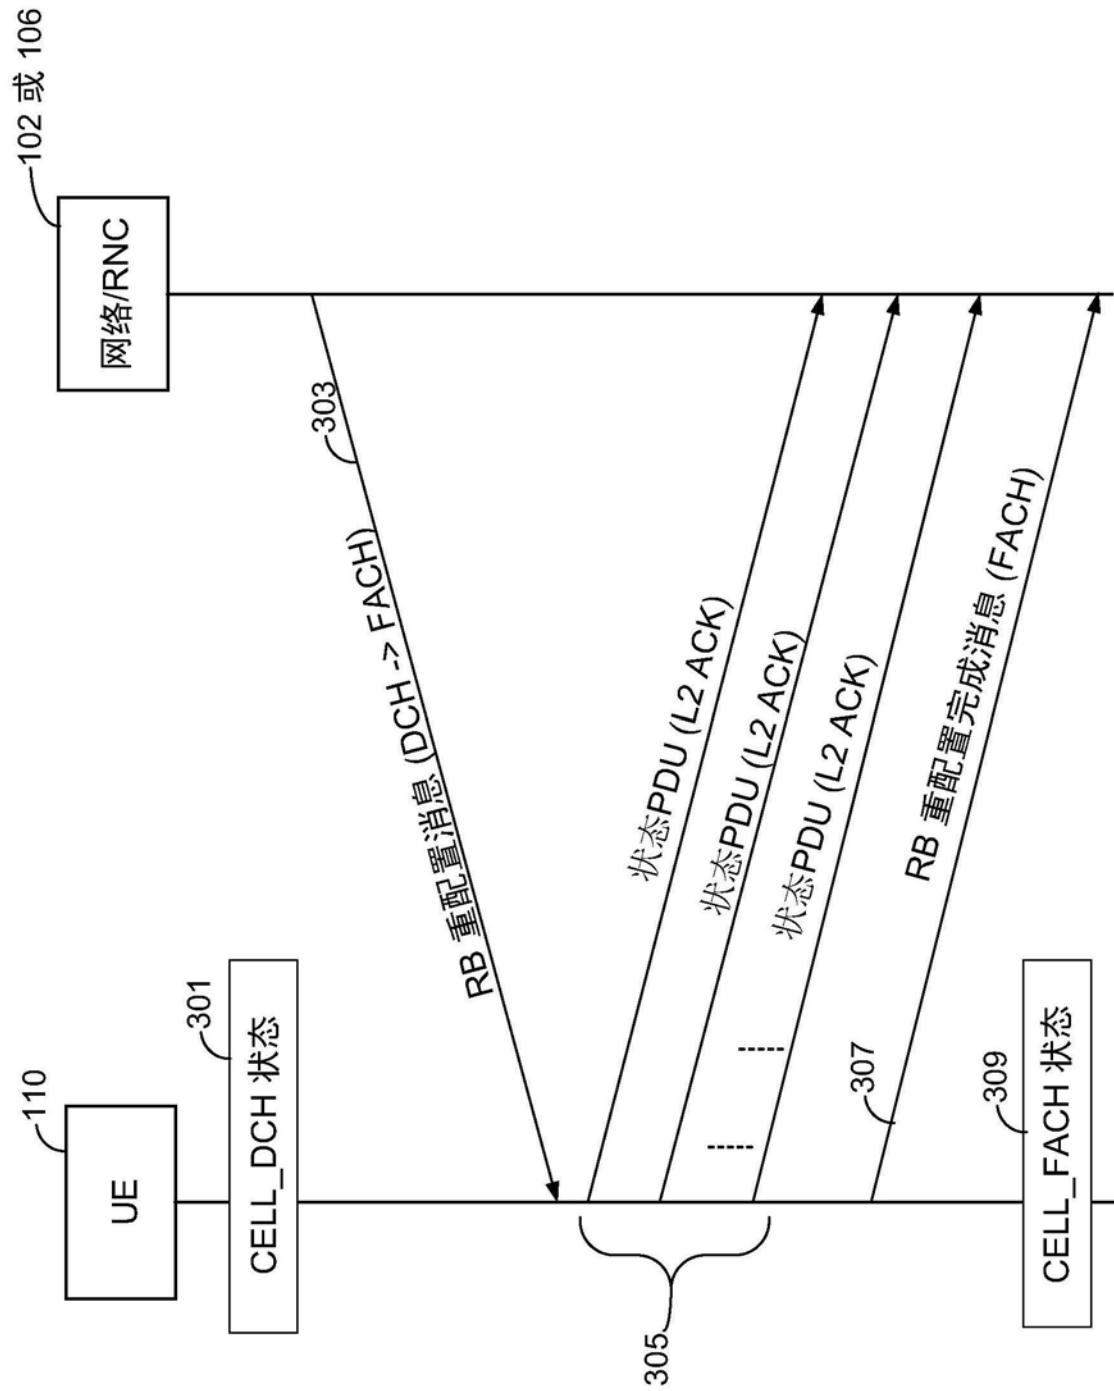 102 或 106
网络/RNC
110
UE
301
CELL_DCH 状态
303
RB 重配置消息 (DCH -> FACH)
305
状态PDU (L2 ACK)
状态PDU (L2 ACK)
状态PDU (L2 ACK)
307
RB 重配置完成消息 (FACH)
309
CELL_FACH 状态